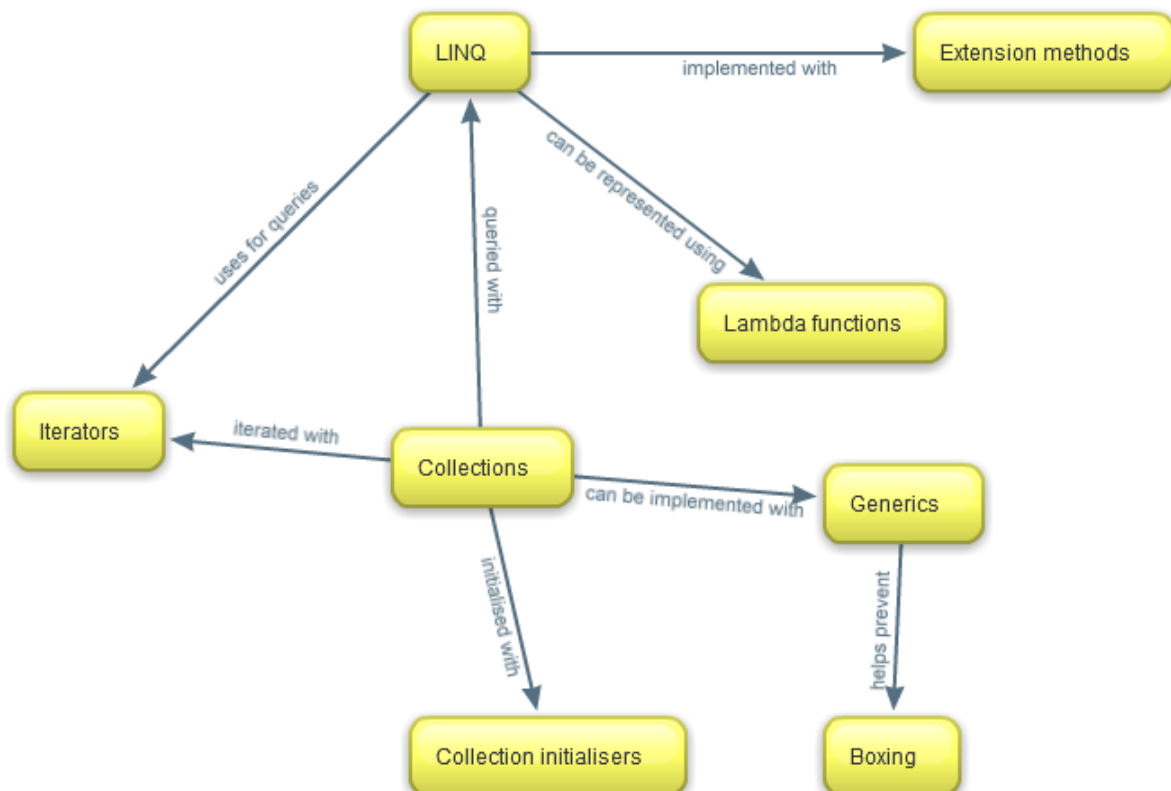 LINQ
Extension methods
implemented with
can be represented using
uses for queries
queried with
Lambda functions
Iterators
iterated with
Collections
can be implemented with
Generics
initialised with
helps prevent
Collection initialisers
Boxing